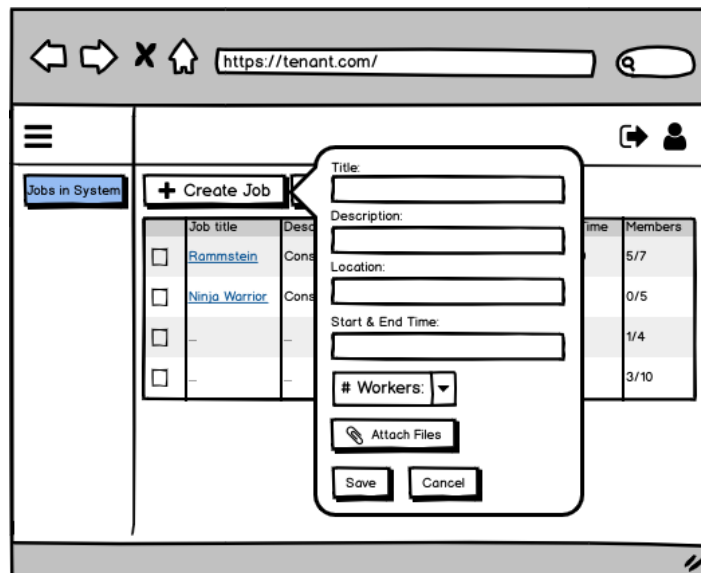 https://tenant.com/
Jobs in System
+ Create Job
Title:
Description:
Location:
Start & End Time:
# Workers:
Attach Files
Save Cancel
Job title Desc ime Members
Rammstein Cons 5/7
Ninja Warrior Cons 0/5
_ _ 1/4
_ _ 3/10